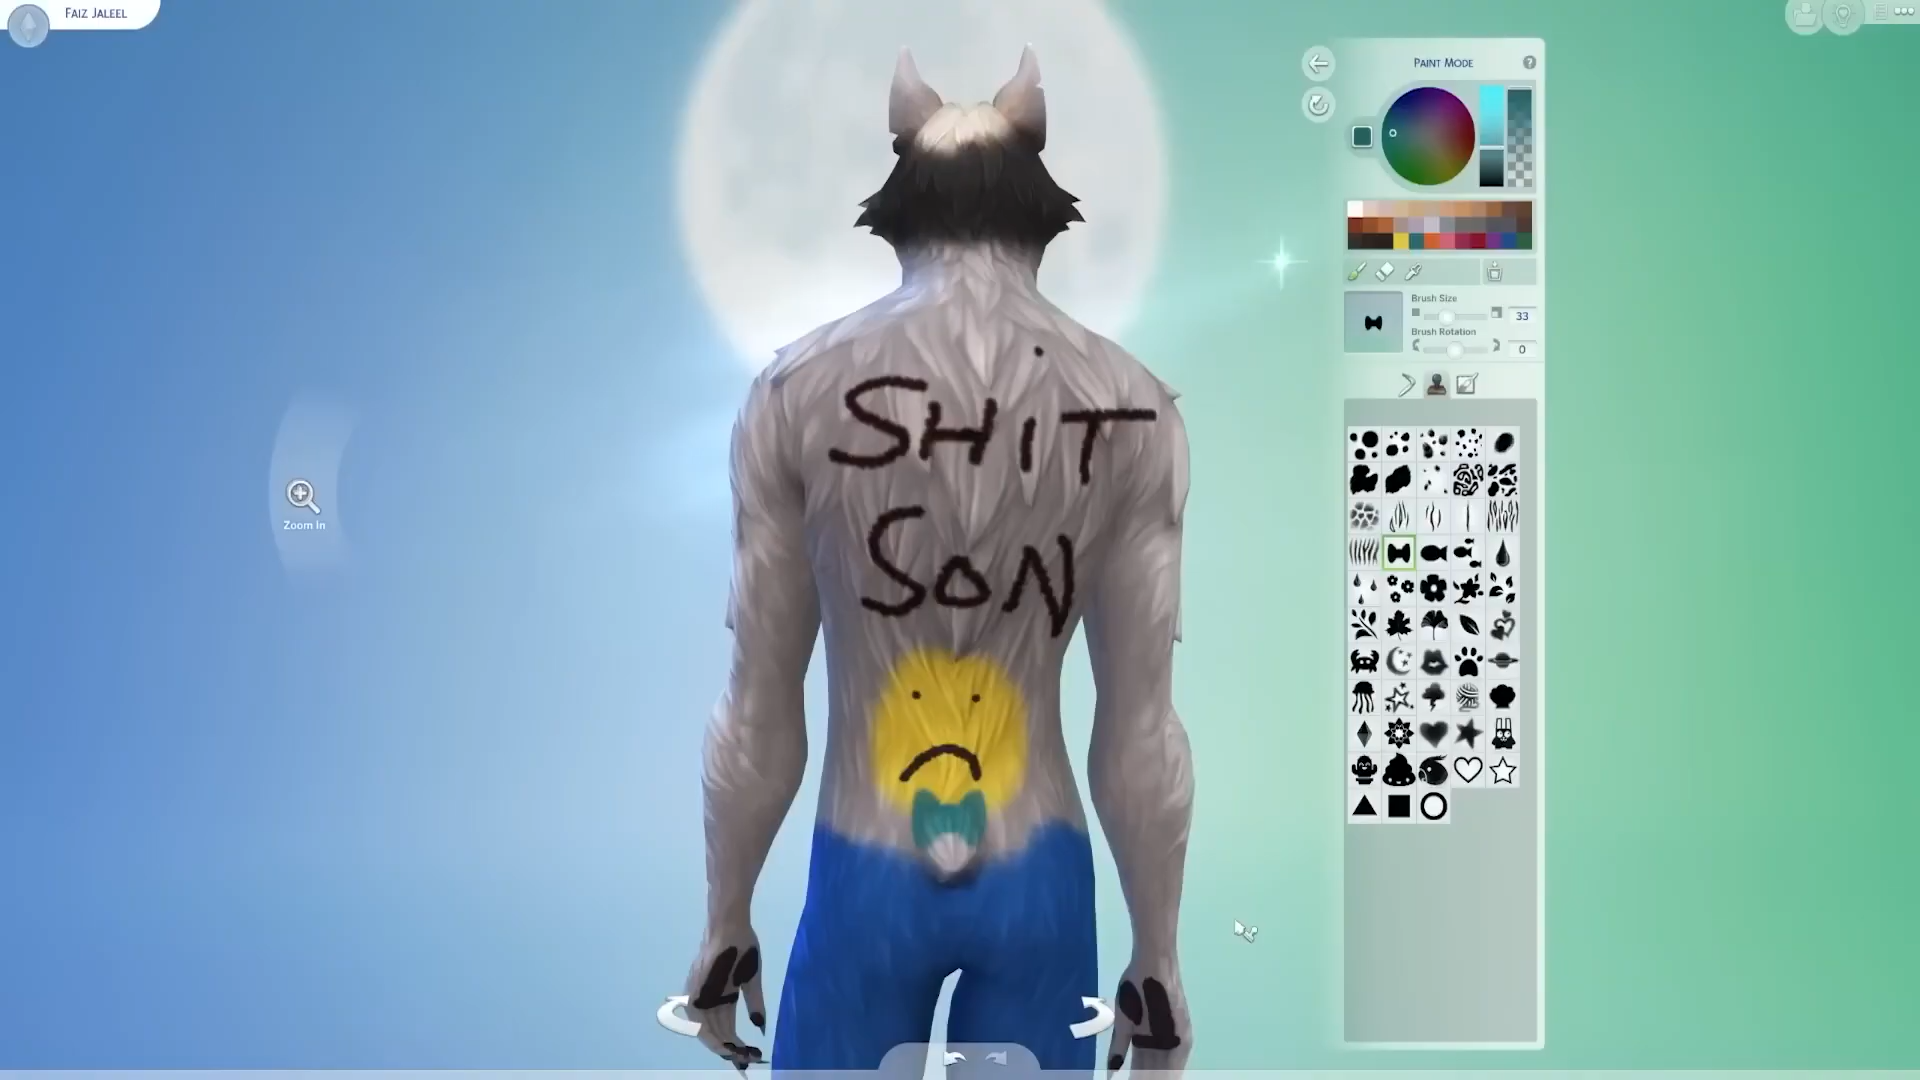 FAIZ JALEEL
PAINT MODE
?
Brush Size
33
Brush Rotation
0
SHIT
SON
Zoom In